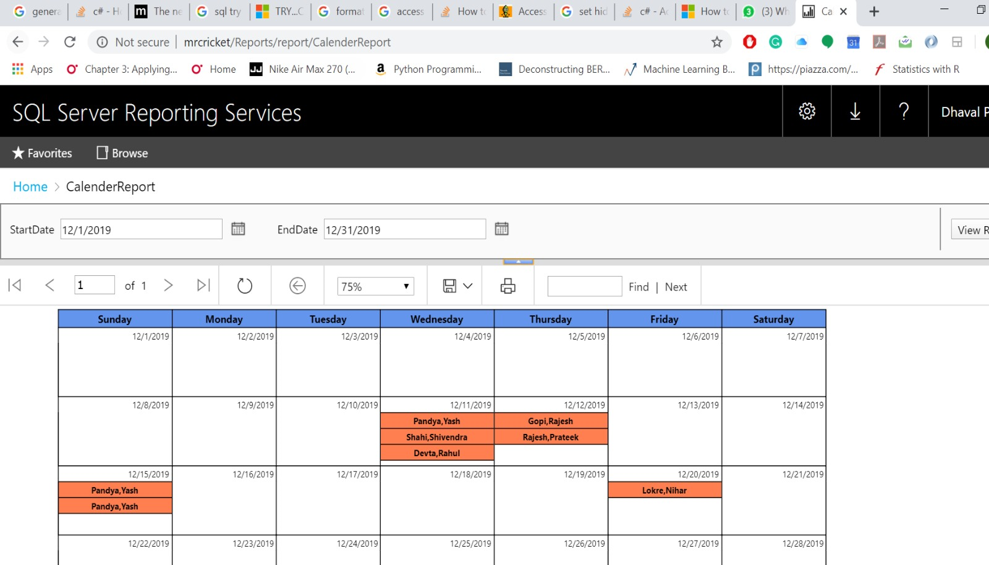 gener c# - H The ne sql try TRY...C format access How t Access set hid c# - A How t (3) W Ca
Not secure mrcricket/Reports/report/CalenderReport
Apps Chapter 3: Applying... Home Nike Air Max 270 (... Python Programmi... Deconstructing BER... Machine Learning B... https://piazza.com/... Statistics with R
SQL Server Reporting Services ? Dhaval P
Favorites Browse
Home > CalenderReport
StartDate 12/1/2019 EndDate 12/31/2019 View R
1 of 1 75% Find | Next
Sunday Monday Tuesday Wednesday Thursday Friday Saturday
12/1/2019 12/2/2019 12/3/2019 12/4/2019 12/5/2019 12/6/2019 12/7/2019
12/8/2019 12/9/2019 12/10/2019 12/11/2019 12/12/2019 12/13/2019 12/14/2019
Pandya,Yash Gopi,Rajesh
Shahi,Shivendra Rajesh,Prateek
Devta,Rahul
12/15/2019 12/16/2019 12/17/2019 12/18/2019 12/19/2019 12/20/2019 12/21/2019
Pandya,Yash Lokre,Nihar
Pandya,Yash
12/22/2019 12/23/2019 12/24/2019 12/25/2019 12/26/2019 12/27/2019 12/28/2019